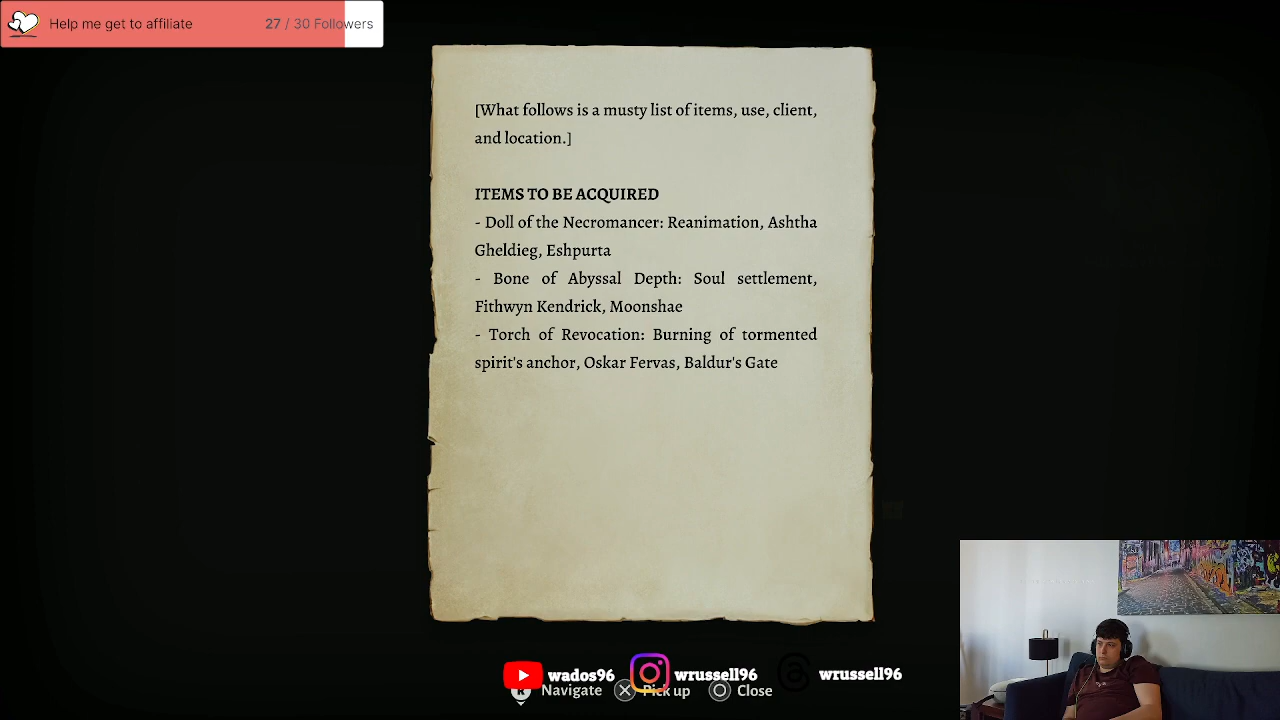 Help me get to affiliate 27 / 30 Followers
[What follows is a musty list of items, use, client,
and location.]
ITEMS TO BE ACQUIRED
- Doll of the Necromancer: Reanimation, Ashtha
Gheldieg, Eshpurta
- Bone of Abyssal Depth: Soul settlement,
Fithwyn Kendrick, Moonshae
- Torch of Revocation: Burning of tormented
spirit's anchor, Oskar Fervas, Baldur's Gate
wados96 wrussell96 wrussell96
R Navigate Pick up Close